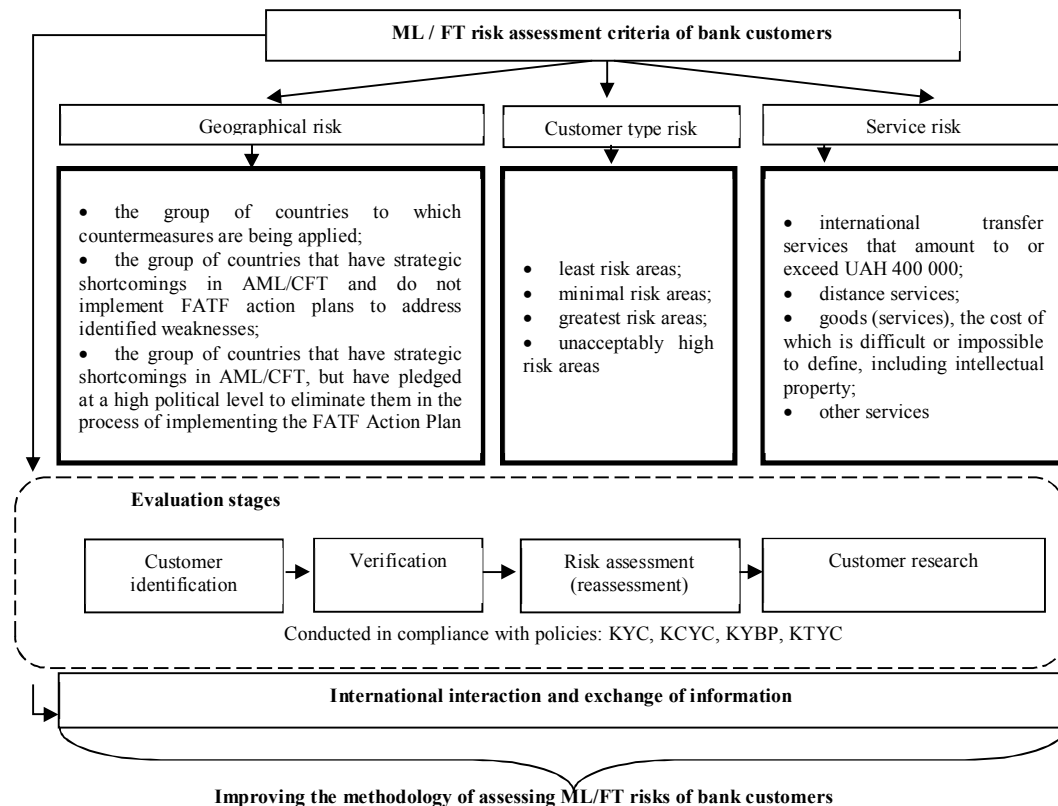 ML / FT risk assessment criteria of bank customers
Geographical risk
Customer type risk
Service risk
• the group of countries to which
countermeasures are being applied;
• the group of countries that have strategic
shortcomings in AML/CFT and do not
implement FATF action plans to address
identified weaknesses;
• the group of countries that have strategic
shortcomings in AML/CFT, but have pledged
at a high political level to eliminate them in the
process of implementing the FATF Action Plan
• least risk areas;
• minimal risk areas;
• greatest risk areas;
• unacceptably high
risk areas
• international transfer
services that amount to or
exceed UAH 400 000;
• distance services;
• goods (services), the cost of
which is difficult or impossible
to define, including intellectual
property;
• other services
Evaluation stages
Customer
identification
Verification
Risk assessment
(reassessment)
Customer research
Conducted in compliance with policies: KYC, KCYC, KYBP, KTYC
International interaction and exchange of information
Improving the methodology of assessing ML/FT risks of bank customers